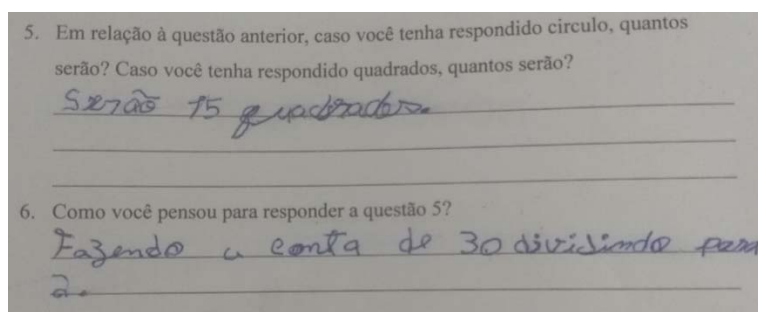 5. Em relação à questão anterior, caso você tenha respondido circulo, quantos
serão? Caso você tenha respondido quadrados, quantos serão?
Serão 15 quadrados.
6. Como você pensou para responder a questão 5?
Fazendo a conta de 30 dividindo para
2.